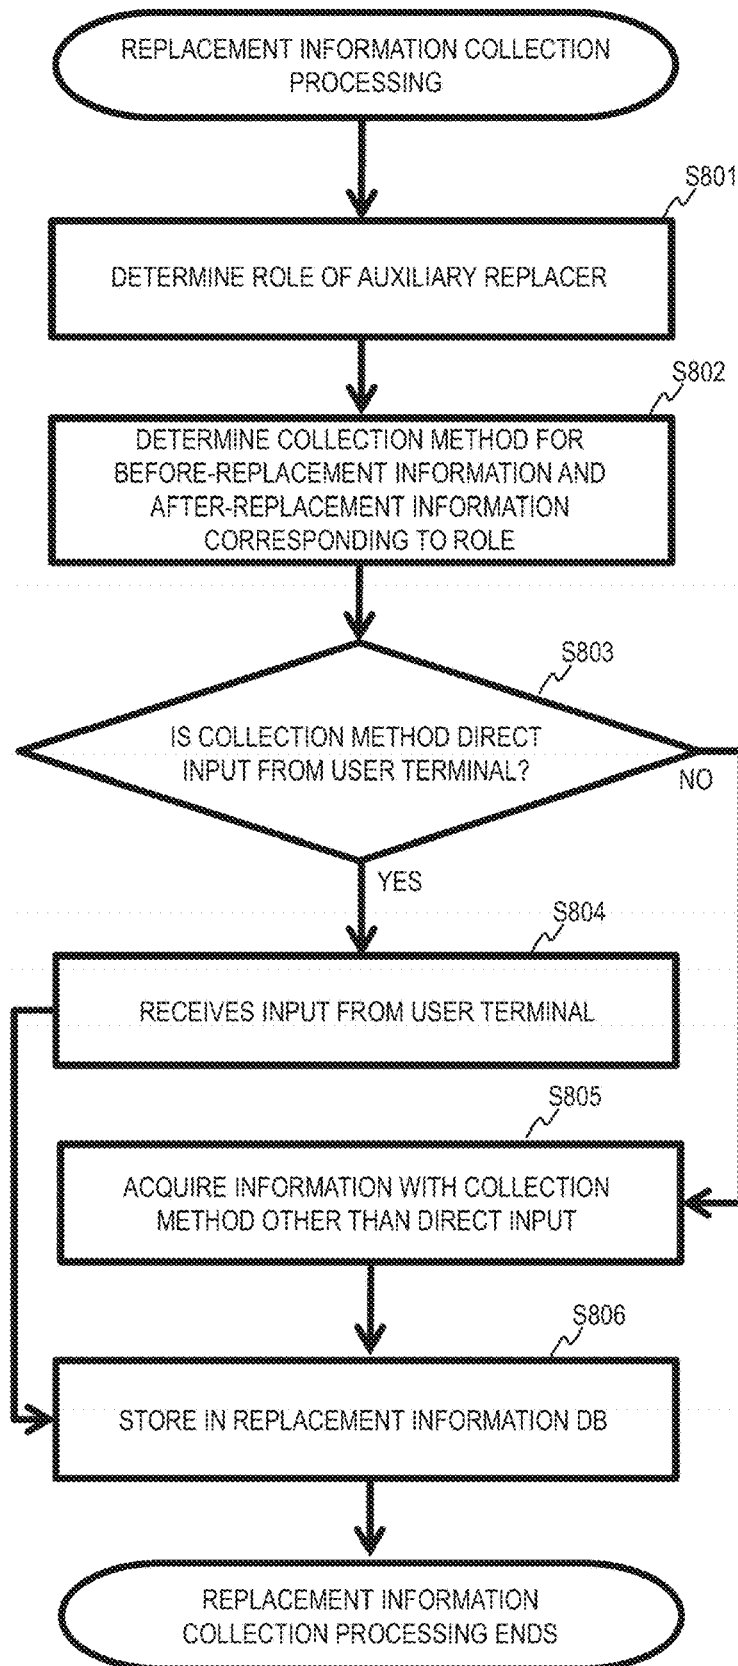 REPLACEMENT INFORMATION COLLECTION
PROCESSING
S801
DETERMINE ROLE OF AUXILIARY REPLACER
S802
DETERMINE COLLECTION METHOD FOR
BEFORE-REPLACEMENT INFORMATION AND
AFTER-REPLACEMENT INFORMATION
CORRESPONDING TO ROLE
S803
IS COLLECTION METHOD DIRECT
INPUT FROM USER TERMINAL?
NO
YES
S804
RECEIVES INPUT FROM USER TERMINAL
S805
ACQUIRE INFORMATION WITH COLLECTION
METHOD OTHER THAN DIRECT INPUT
S806
STORE IN REPLACEMENT INFORMATION DB
REPLACEMENT INFORMATION
COLLECTION PROCESSING ENDS